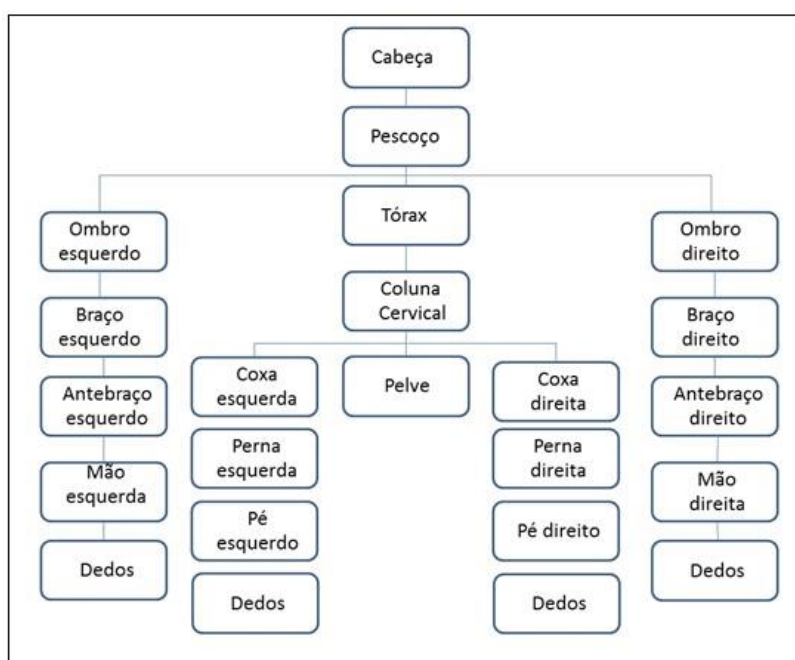 Cabeça
Pescoço
Ombro
esquerdo
Tórax
Ombro
direito
Coluna
Cervical
Braço
esquerdo
Braço
direito
Coxa
esquerda
Pelve
Coxa
direita
Antebraço
esquerdo
Antebraço
direito
Perna
esquerda
Perna
direita
Mão
esquerda
Mão
direita
Pé
esquerdo
Pé direito
Dedos
Dedos
Dedos
Dedos